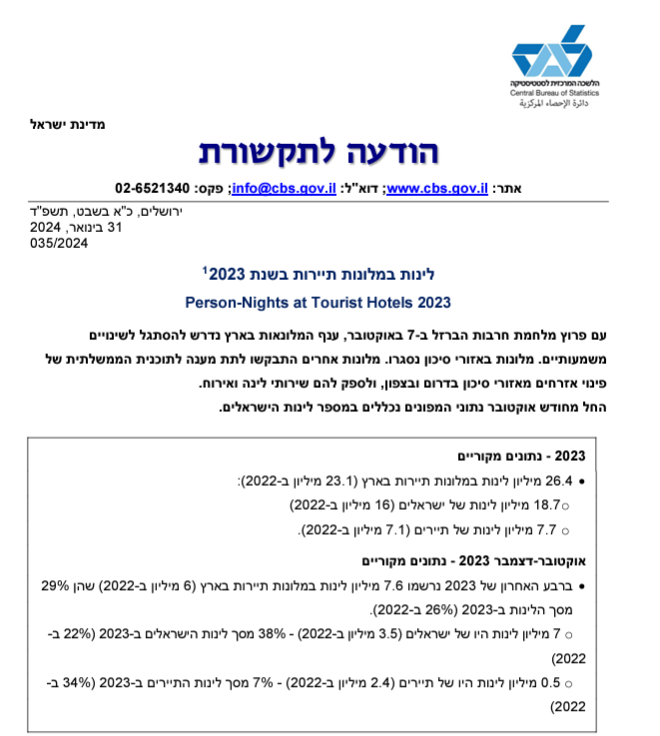 הלשכה המרכזית לסטטיסטיקה
Central Bureau of Statistics
دائرة الإحصاء المركزية
מדינת ישראל
הודעה לתקשורת
אתר: www.cbs.gov.il; דוא"ל: info@cbs.gov.il; פקס: 02-6521340
ירושלים, כ"א בשבט, תשפ"ד
31 בינואר, 2024
035/2024
לינות במלונות תיירות בשנת 2023¹
Person-Nights at Tourist Hotels 2023
עם פרוץ מלחמת חרבות הברזל ב-7 באוקטובר, ענף המלונאות בארץ נדרש להסתגל לשינויים
משמעותיים. מלונות באזורי סיכון נסגרו. מלונות אחרים התבקשו לתת מענה לתוכנית הממשלתית של
פינוי אזרחים מאזורי סיכון בדרום ובצפון, ולספק להם שירותי לינה ואירוח.
החל מחודש אוקטובר נתוני המפונים נכללים במספר לינות הישראלים.
2023 - נתונים מקוריים
• 26.4 מיליון לינות במלונות תיירות בארץ (23.1 מיליון ב-2022):
o 18.7 מיליון לינות של ישראלים (16 מיליון ב-2022)
o 7.7 מיליון לינות של תיירים (7.1 מיליון ב-2022).
אוקטובר-דצמבר 2023 - נתונים מקוריים
• ברבע האחרון של 2023 נרשמו 7.6 מיליון לינות במלונות תיירות בארץ (6 מיליון ב-2022) שהן 29%
מסך הלינות ב-2023 (26% ב-2022).
o 7 מיליון לינות היו של ישראלים (3.5 מיליון ב-2022) - 38% מסך לינות הישראלים ב-2023 (22% ב-
2022)
o 0.5 מיליון לינות היו של תיירים (2.4 מיליון ב-2022) - 7% מסך לינות התיירים ב-2023 (34% ב-
2022)